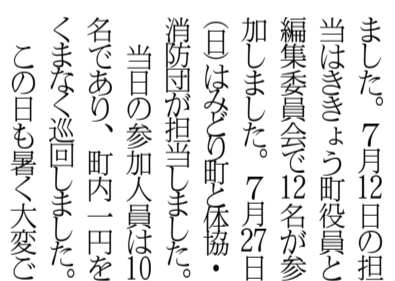 ました。７月12日の担
当はききょう町役員と
編集委員会で12名が参
加しました。７月27日
（日）はみどり町と体協・
消防団が担当しました。
　当日の参加人員は10
名であり、町内一円を
くまなく巡回しました。
　この日も暑く大変ご